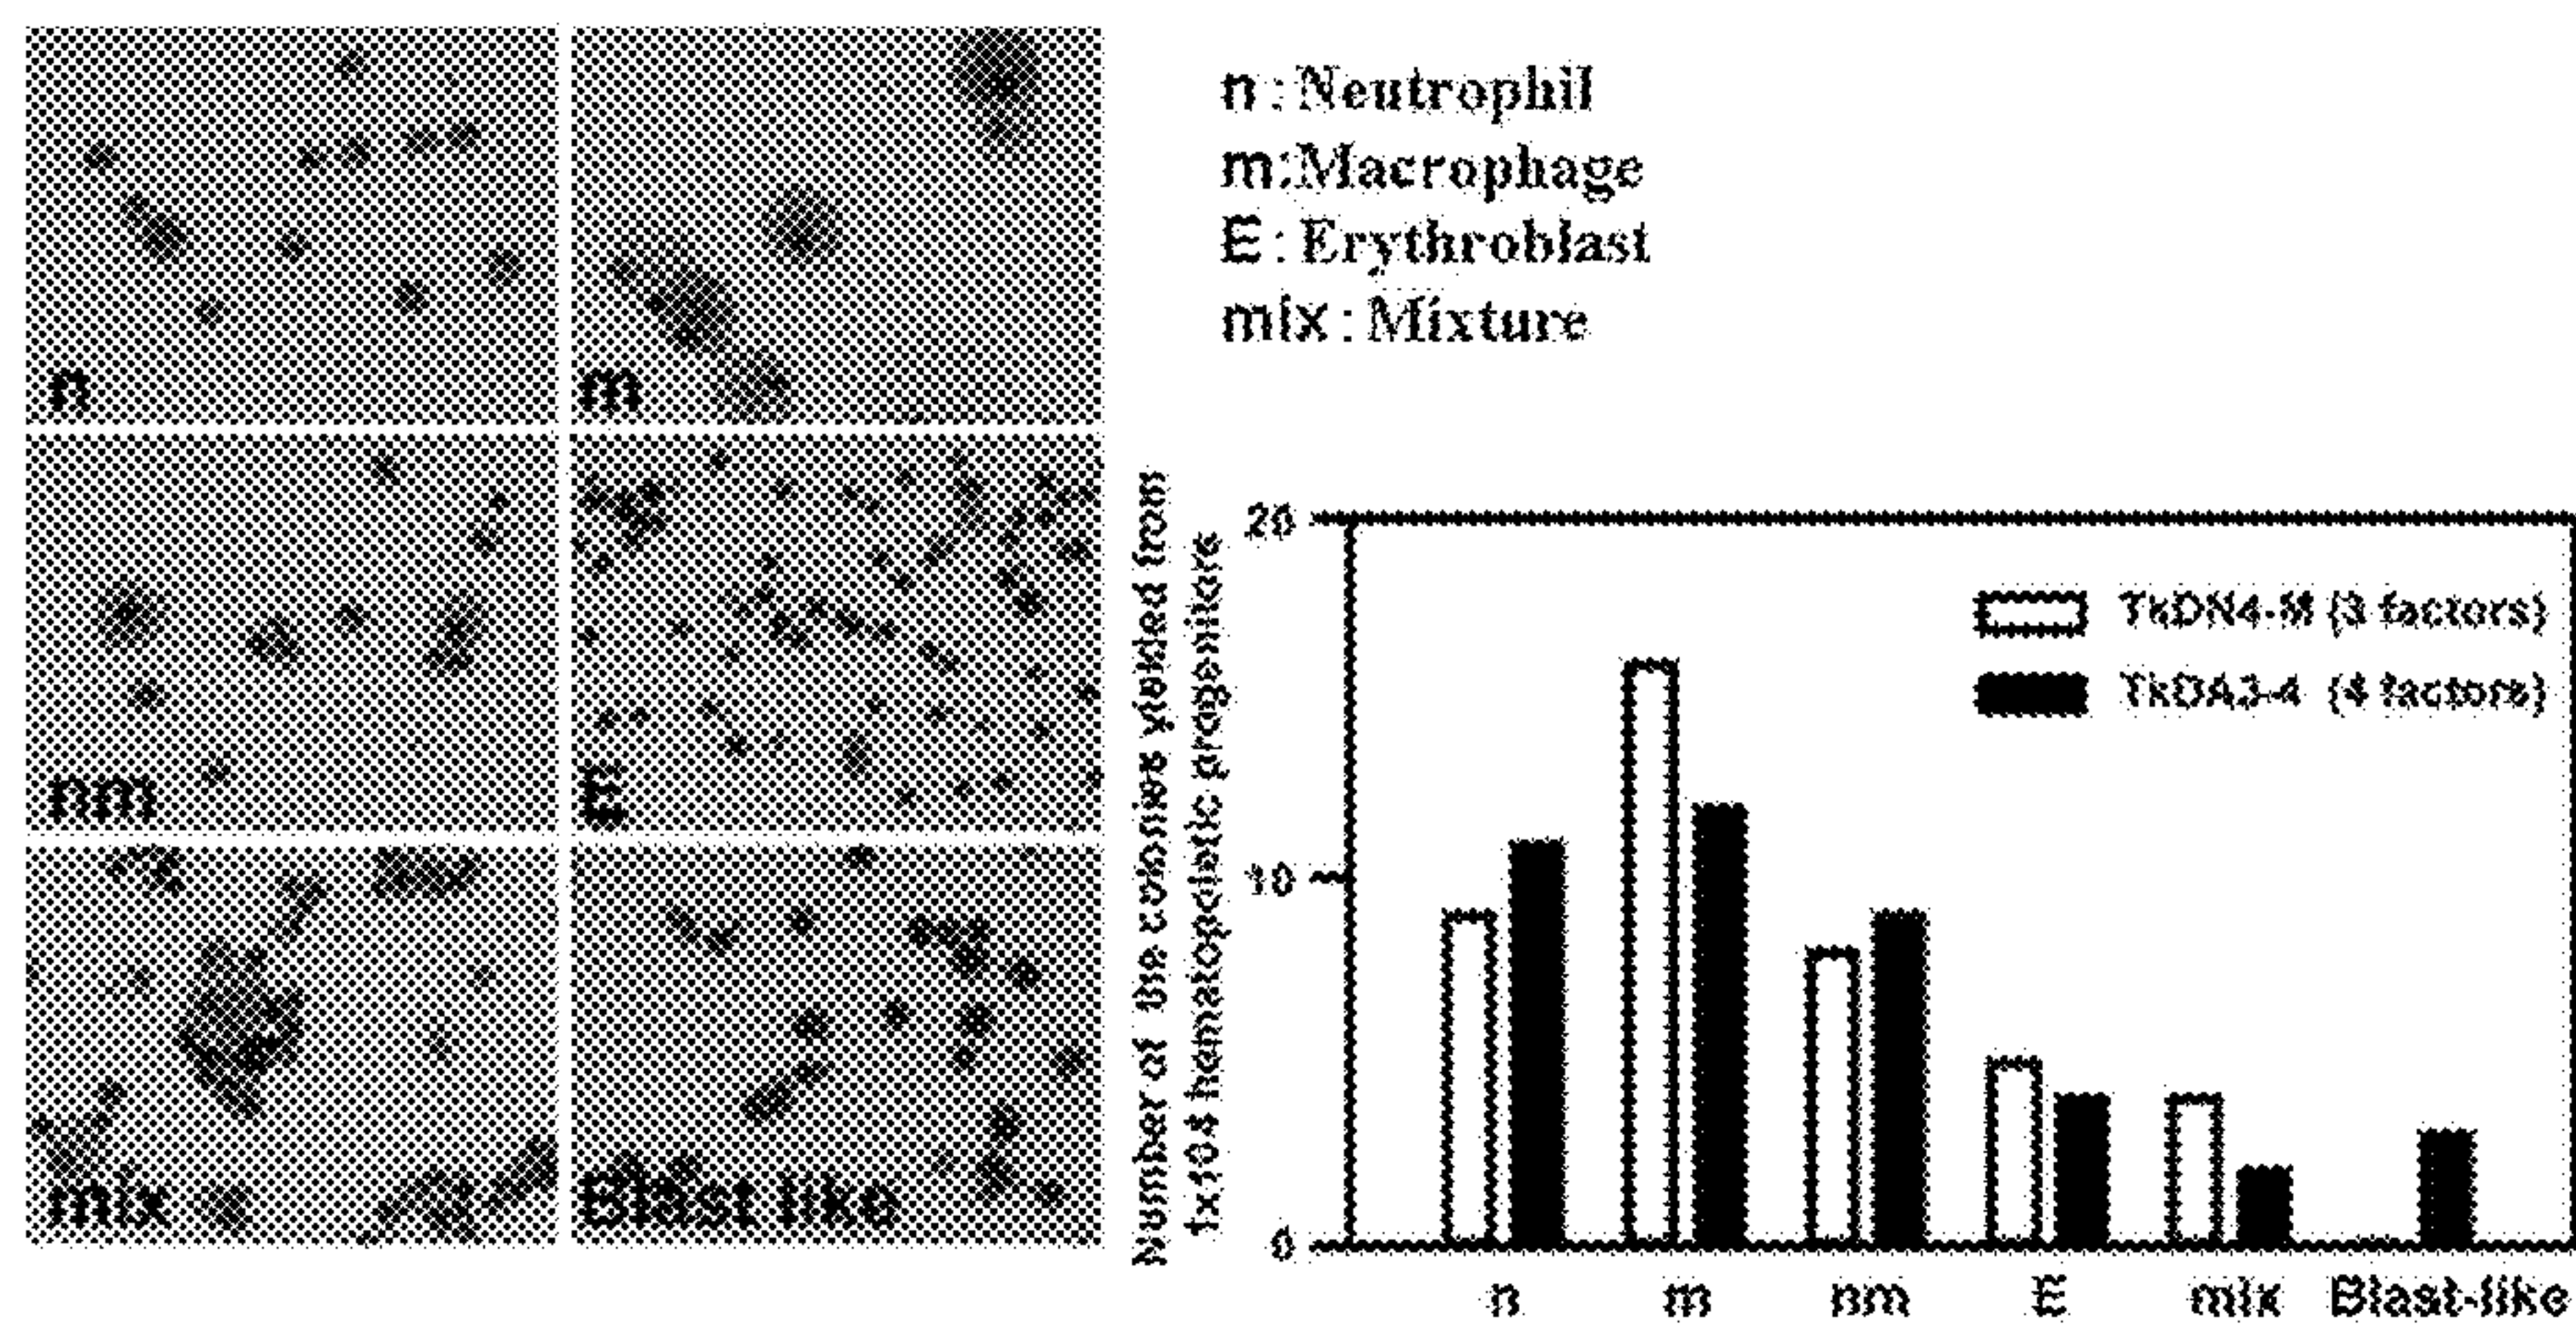 n
m
nm
E
mix
Blast like
n : Neutrophil
m:Macrophage
E : Erythroblast
mix : Mixture
Number of the colonies yielded from
1x104 hematopoietic progenitors
20
10
0
TkDN4-M (3 factors)
TkDA3-4 (4 factors)
n
m
nm
E
mix
Blast-like